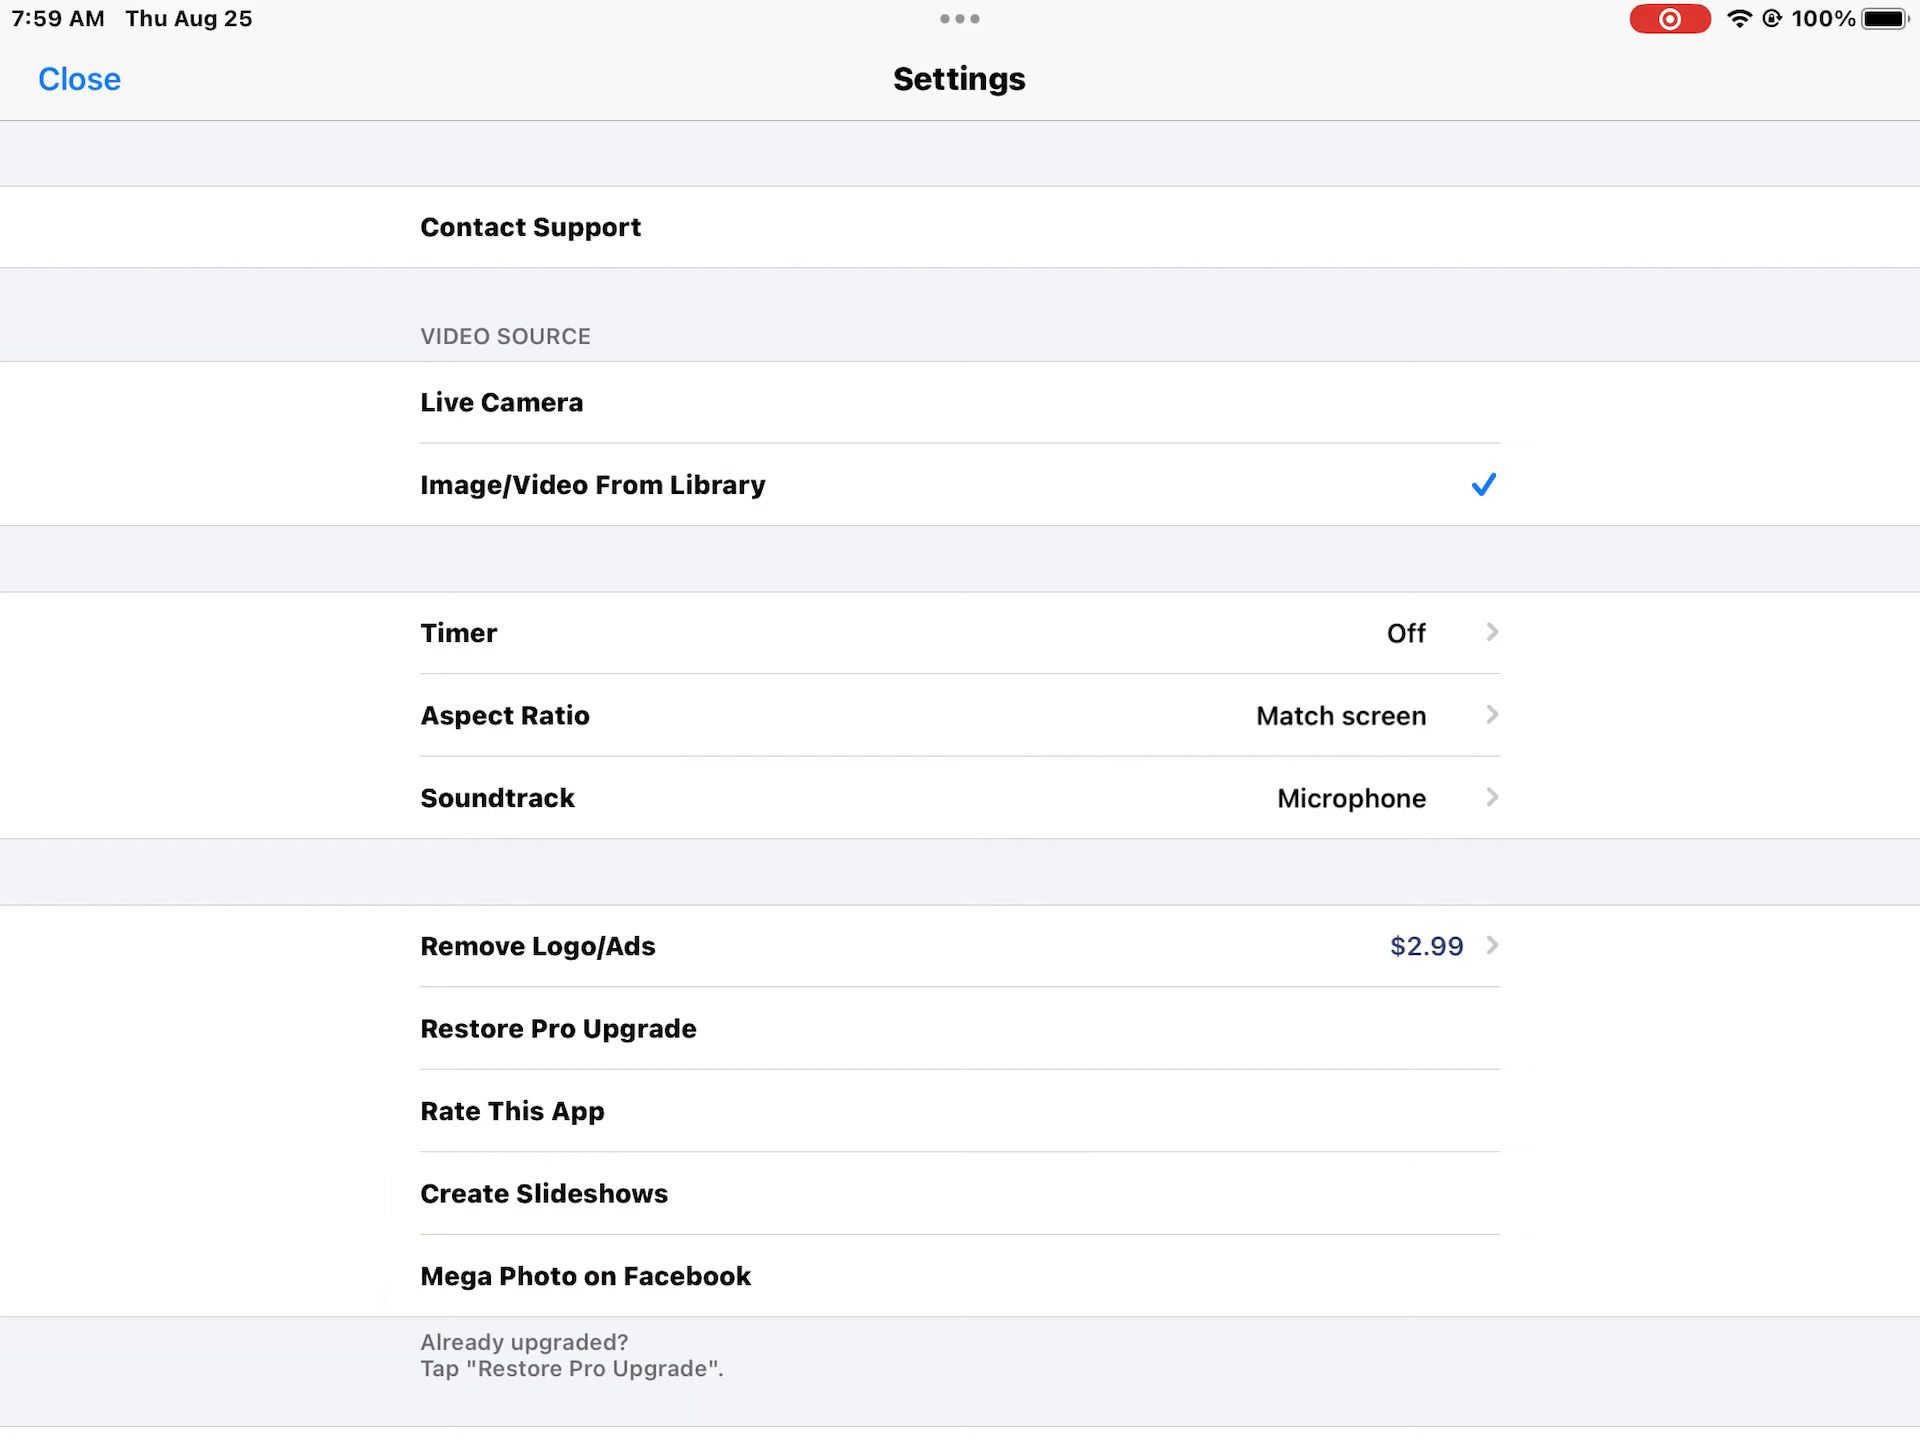 7:59 AM Thu Aug 25
100%
Close
Settings
Contact Support
VIDEO SOURCE
Live Camera
Image/Video From Library
Timer Off
Aspect Ratio Match screen
Soundtrack Microphone
Remove Logo/Ads $2.99
Restore Pro Upgrade
Rate This App
Create Slideshows
Mega Photo on Facebook
Already upgraded?
Tap "Restore Pro Upgrade".